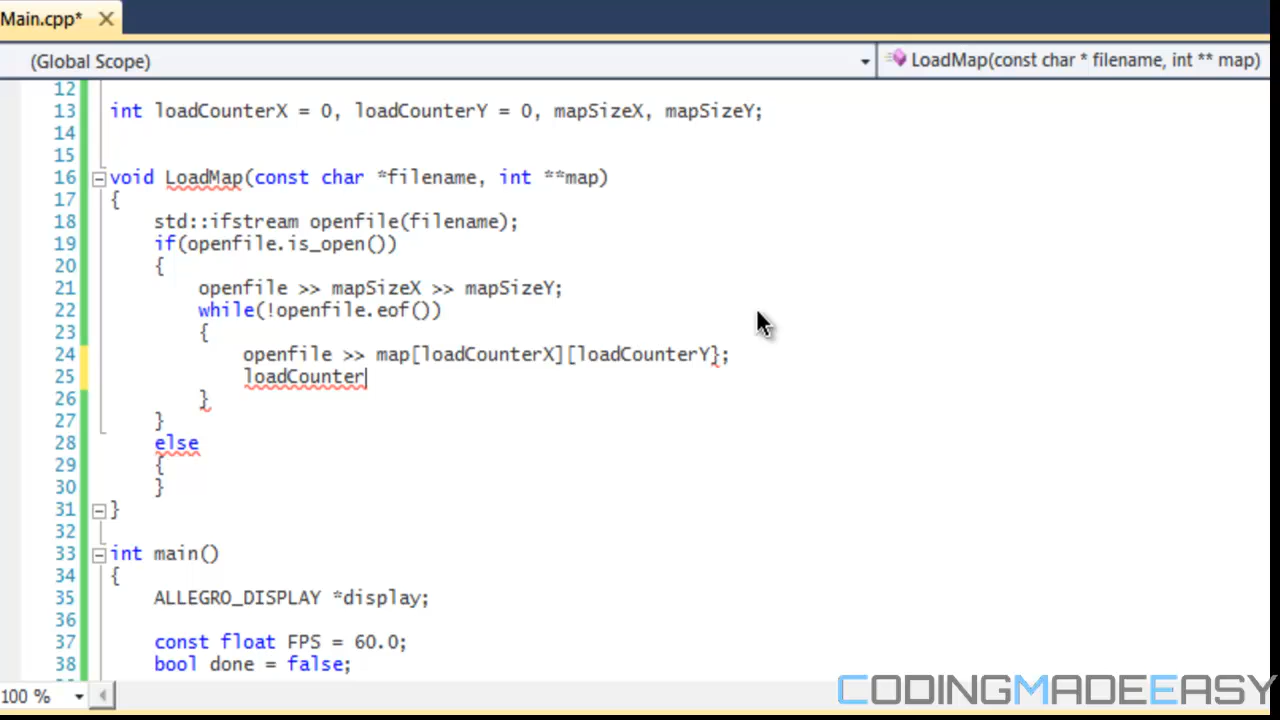 Main.cpp*
(Global Scope)
LoadMap(const char * filename, int ** map)
12
13 int loadCounterX = 0, loadCounterY = 0, mapSizeX, mapSizeY;
14
15
16 void LoadMap(const char *filename, int **map)
17 {
18 std::ifstream openfile(filename);
19 if(openfile.is_open())
20 {
21 openfile >> mapSizeX >> mapSizeY;
22 while(!openfile.eof())
23 {
24 openfile >> map[loadCounterX][loadCounterY};
25 loadCounter
26 }
27 }
28 else
29 {
30 }
31 }
32
33 int main()
34 {
35 ALLEGRO_DISPLAY *display;
36
37 const float FPS = 60.0;
38 bool done = false;
100 %
CODINGMADEEASY